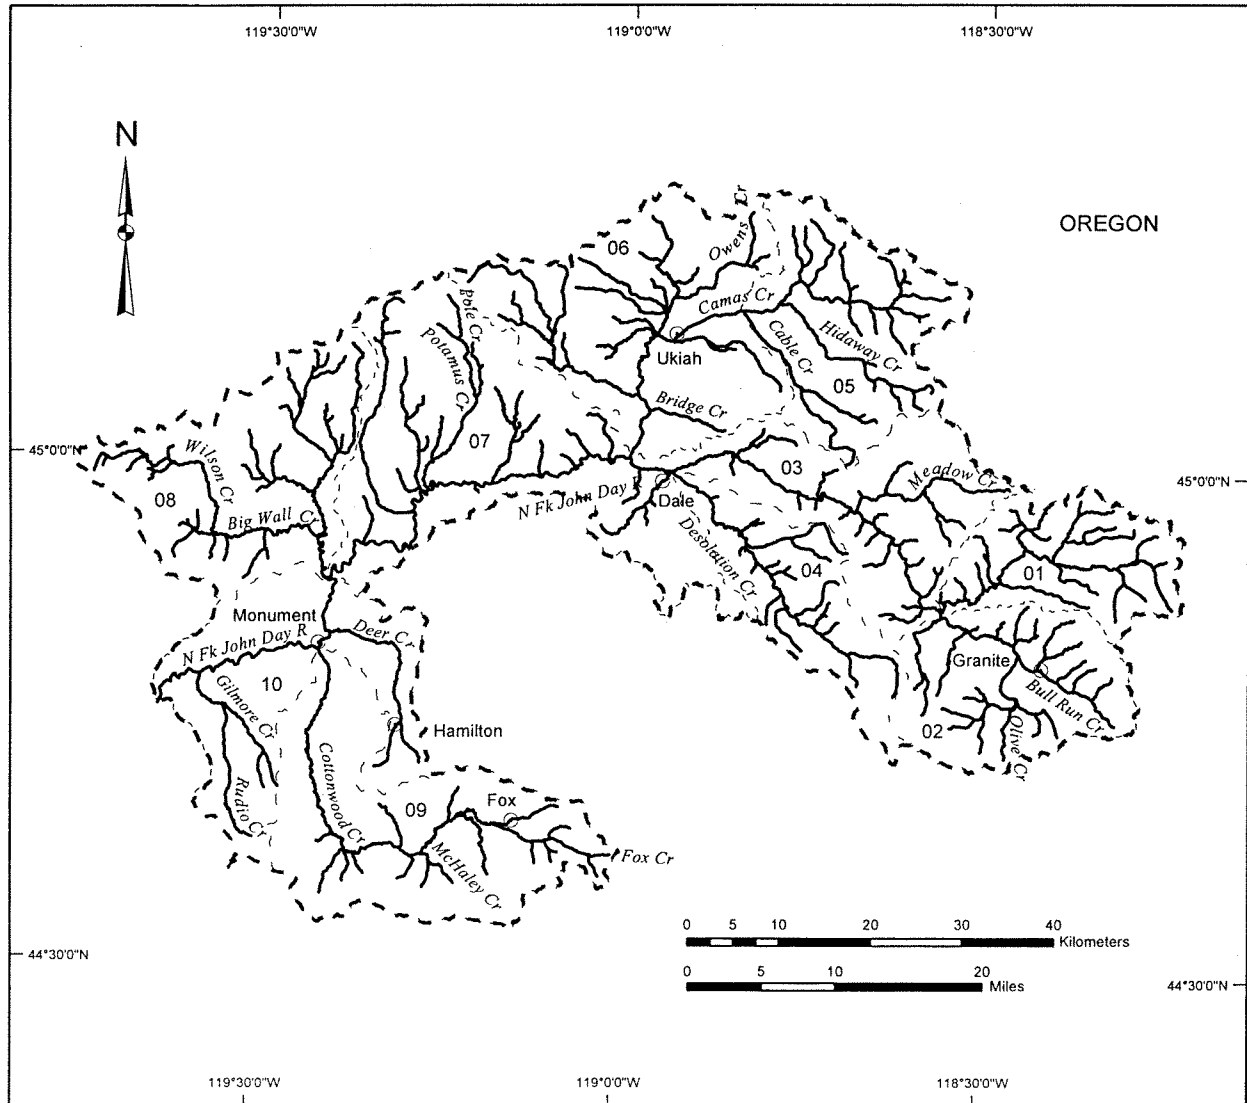 119°30'0"W
119°0'0"W
118°30'0"W
N
OREGON
06
Owens Cr
Camas Cr
Pole Cr
Potamus Cr
Ukiah
Cable Cr
Hidaway Cr
05
Bridge Cr
07
03
45°0'0"N
45°0'0"N
Wilson Cr
08
Big Wall Cr
N Fk John Day R
Dale
Meadow Cr
Desolation Cr
04
01
Monument
N Fk John Day R
Deer Cr
Granite
Bull Run Cr
10
Gilmore Cr
Hamilton
02
Olive Cr
Cottonwood Cr
Rudio Cr
09
Fox
McHaley Cr
Fox Cr
0 5 10 20 30 40
Kilometers
0 5 10 20
Miles
44°30'0"N
44°30'0"N
119°30'0"W
119°0'0"W
118°30'0"W